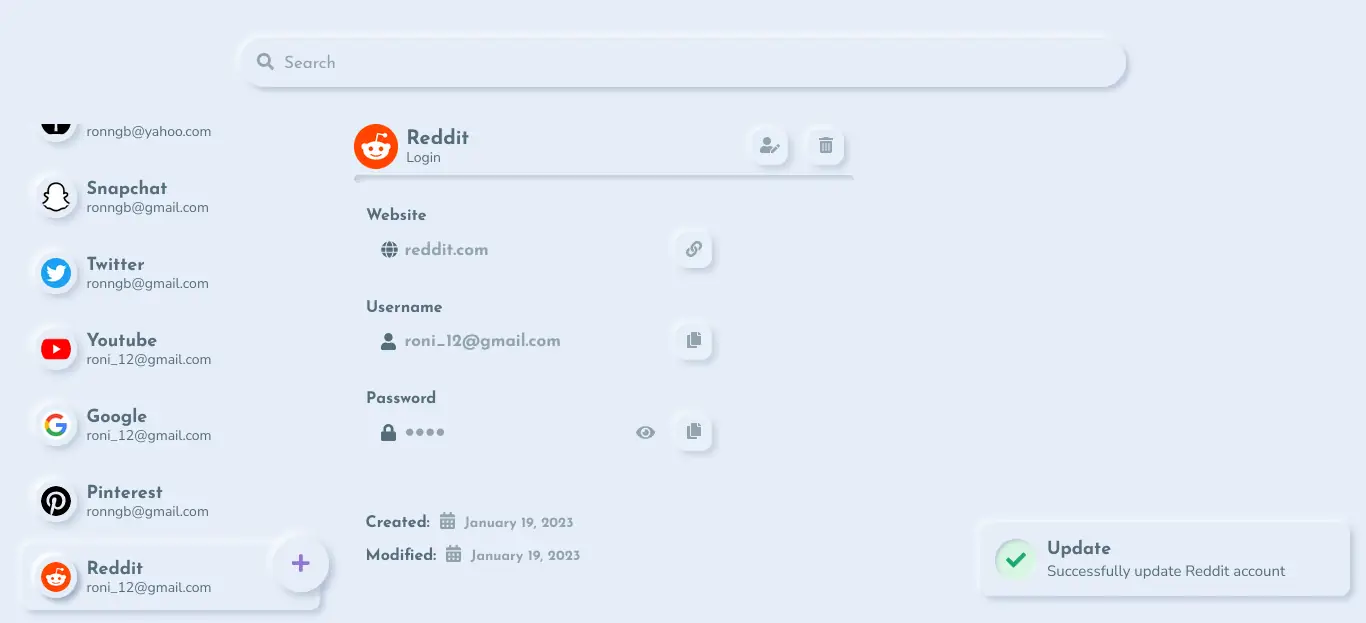 Search
ronngb@yahoo.com
Snapchat
ronngb@gmail.com
Twitter
ronngb@gmail.com
Youtube
roni_12@gmail.com
Google
roni_12@gmail.com
Pinterest
ronngb@gmail.com
Reddit
roni_12@gmail.com
Reddit
Login
Website
reddit.com
Username
roni_12@gmail.com
Password
••••
Created: January 19, 2023
Modified: January 19, 2023
Update
Successfully update Reddit account